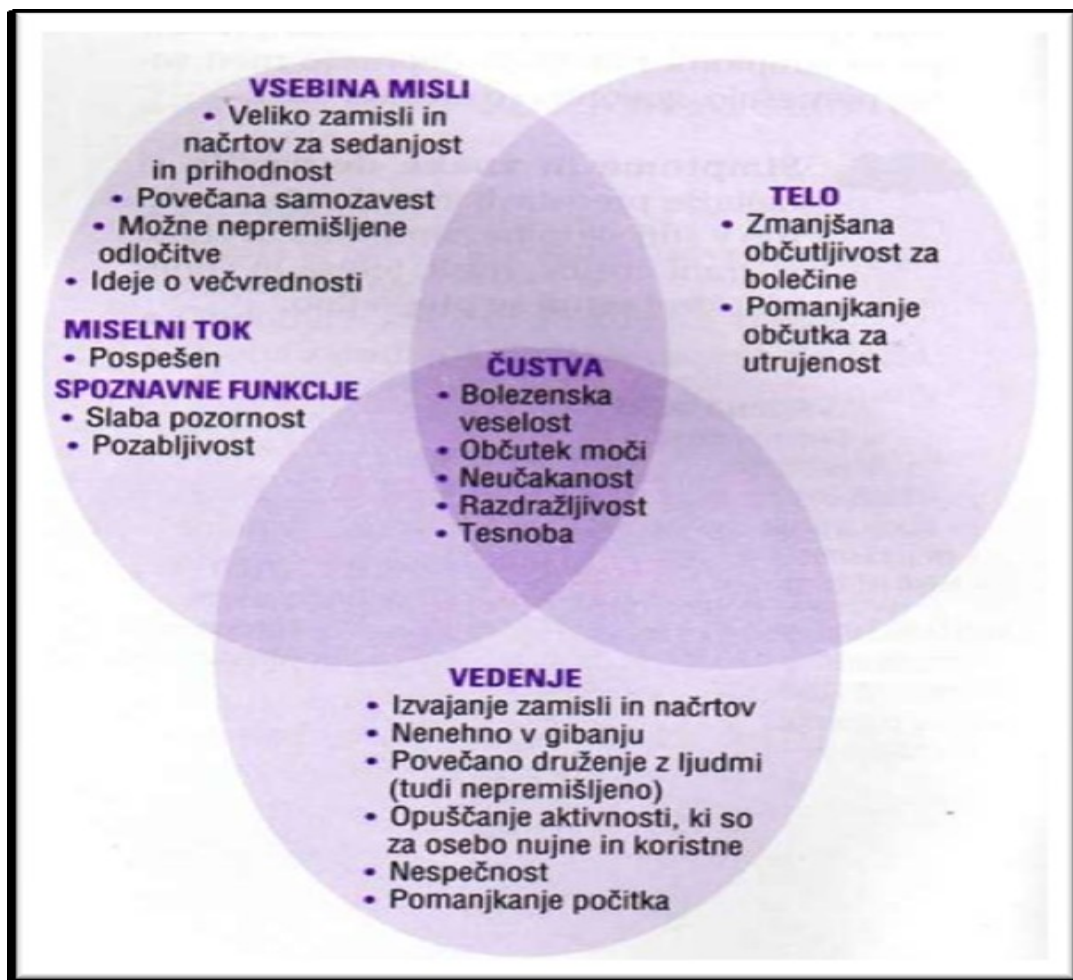 VSEBINA MISLI
• Veliko zamisli in
načrtov za sedanjost
in prihodnost
• Povečana samozavest
• Možne nepremišljene
odločitve
• Ideje o večvrednosti
MISELNI TOK
• Pospešen
SPOZNAVNE FUNKCIJE
• Slaba pozornost
• Pozabljivost
TELO
• Zmanjšana
občutljivost za
bolečine
• Pomanjkanje
občutka za
utrujenost
ČUSTVA
• Bolezenska
veselost
• Občutek moči
• Neučakanost
• Razdražljivost
• Tesnoba
VEDENJE
• Izvajanje zamisli in načrtov
• Nenehno v gibanju
• Povečano druženje z ljudmi
(tudi nepremišljeno)
• Opuščanje aktivnosti, ki so
za osebo nujne in koristne
• Nespečnost
• Pomanjkanje počitka